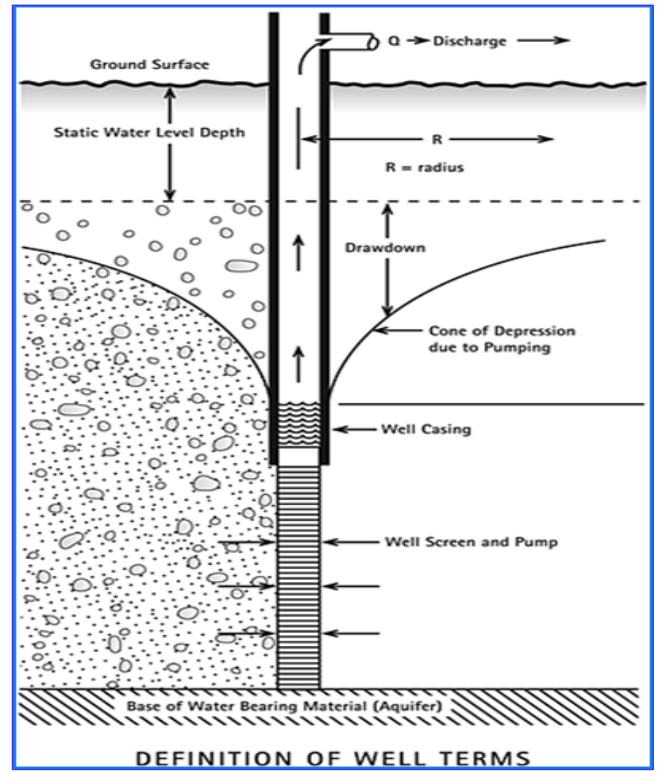 Q → Discharge →
Ground Surface
Static Water Level Depth
R
R = radius
Drawdown
Cone of Depression
due to Pumping
Well Casing
Well Screen and Pump
Base of Water Bearing Material (Aquifer)
DEFINITION OF WELL TERMS